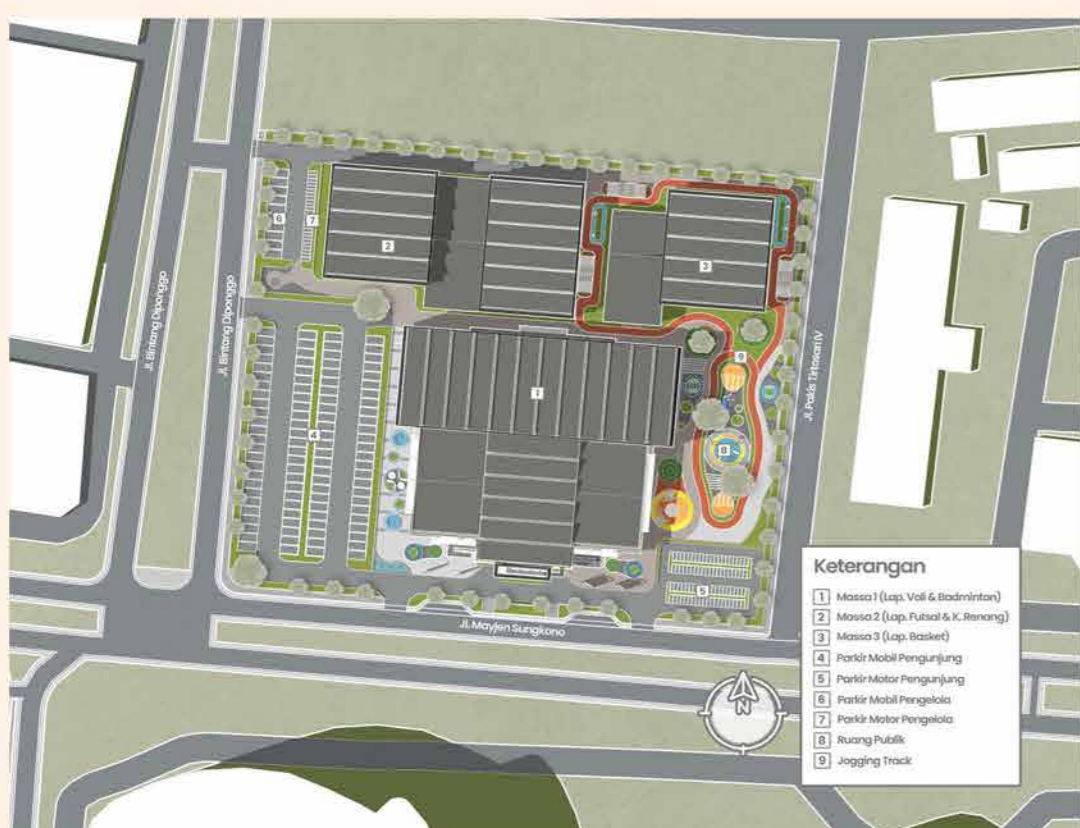 Jl. Bintang Diponggo
Jl. Bintang Diponggo
6
7
2
3
Jl. Pakis Tirtosari IV
1
9
4
8
5
Jl. Mayjen Sungkono
N
Keterangan
1 Massa 1 (Lap. Voli & Badminton)
2 Massa 2 (Lap. Futsal & K. Renang)
3 Massa 3 (Lap. Basket)
4 Parkir Mobil Pengunjung
5 Parkir Motor Pengunjung
6 Parkir Mobil Pengelola
7 Parkir Motor Pengelola
8 Ruang Publik
9 Jogging Track